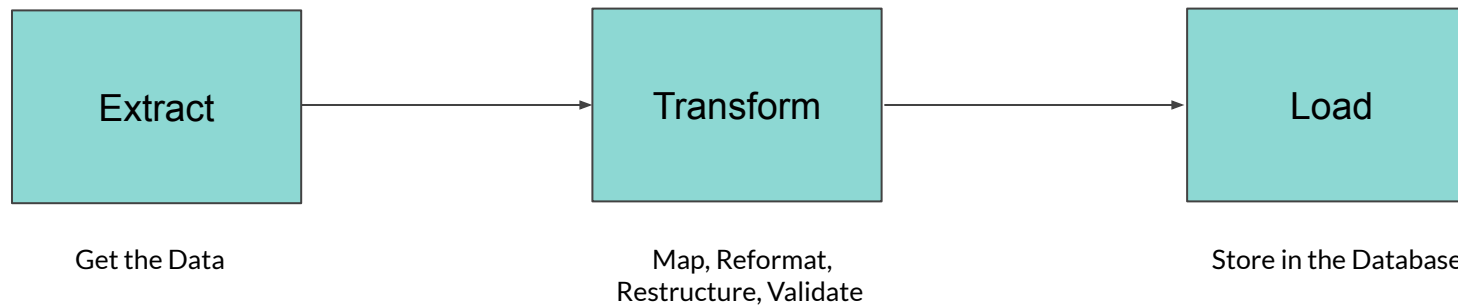 Extract
Transform
Load
Get the Data
Map, Reformat,
Restructure, Validate
Store in the Database